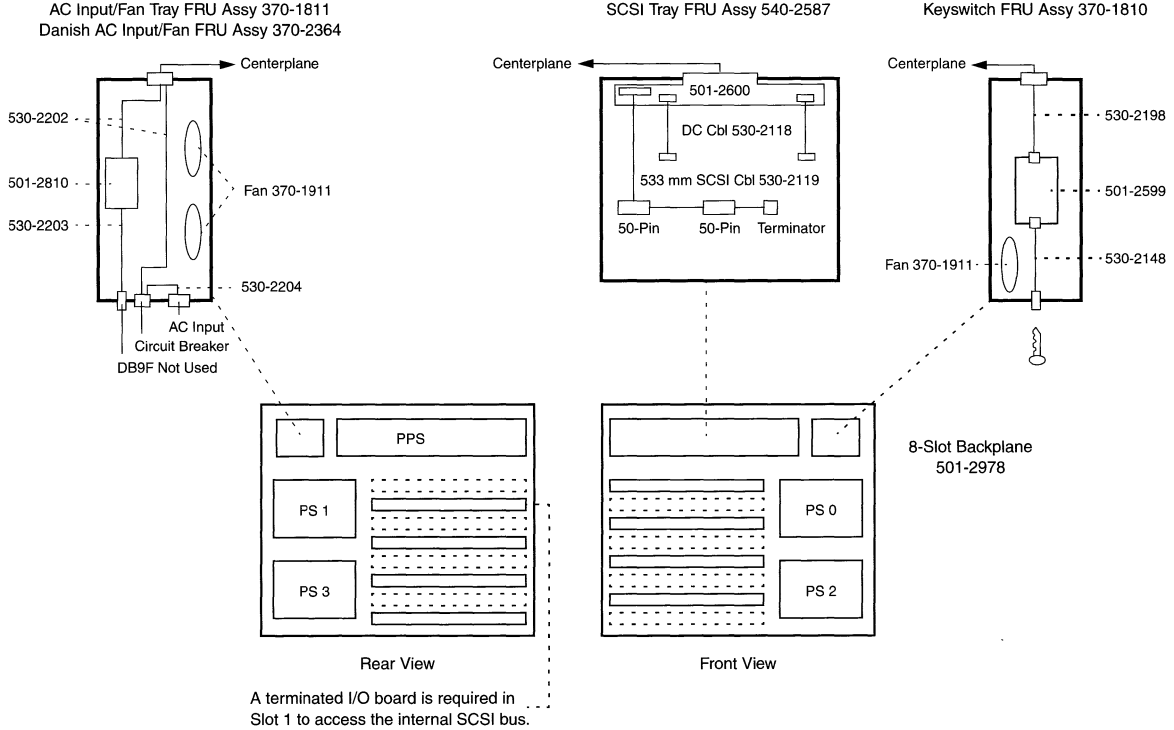 AC Input/Fan Tray FRU Assy 370-1811
Danish AC Input/Fan FRU Assy 370-2364
SCSI Tray FRU Assy 540-2587
Keyswitch FRU Assy 370-1810
Centerplane
Centerplane
Centerplane
530-2202
501-2810
530-2203
Fan 370-1911
530-2204
AC Input
Circuit Breaker
DB9F Not Used
501-2600
DC Cbl 530-2118
533 mm SCSI Cbl 530-2119
50-Pin
50-Pin
Terminator
530-2198
501-2599
530-2148
Fan 370-1911
PPS
PS 1
PS 3
PS 0
PS 2
8-Slot Backplane
501-2978
Rear View
Front View
A terminated I/O board is required in
Slot 1 to access the internal SCSI bus.